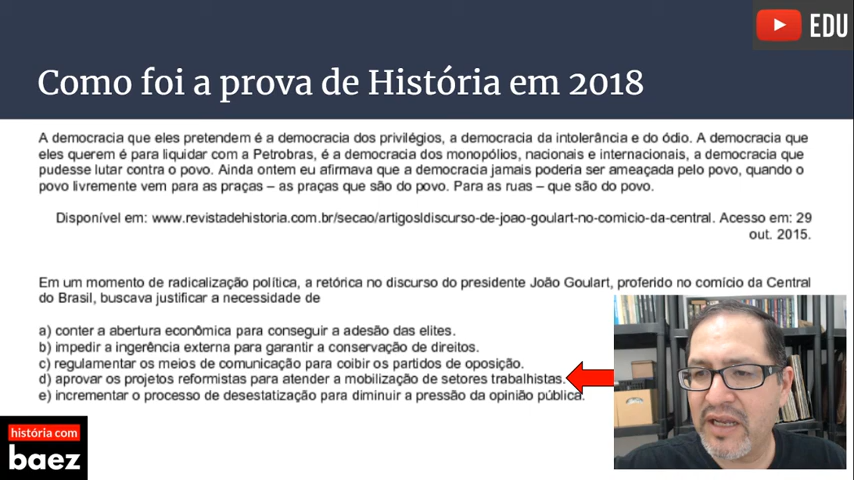 EDU
Como foi a prova de História em 2018
A democracia que eles pretendem é a democracia dos privilégios, a democracia da intolerância e do ódio. A democracia que
eles querem é para liquidar com a Petrobras, é a democracia dos monopólios, nacionais e internacionais, a democracia que
pudesse lutar contra o povo. Ainda ontem eu afirmava que a democracia jamais poderia ser ameaçada pelo povo, quando o
povo livremente vem para as praças – as praças que são do povo. Para as ruas – que são do povo.
Disponível em: www.revistadehistoria.com.br/secao/artigosldiscurso-de-joao-goulart-no-comicio-da-central. Acesso em: 29
out. 2015.
Em um momento de radicalização política, a retórica no discurso do presidente João Goulart, proferido no comício da Central
do Brasil, buscava justificar a necessidade de
a) conter a abertura econômica para conseguir a adesão das elites.
b) impedir a ingerência externa para garantir a conservação de direitos.
c) regulamentar os meios de comunicação para coibir os partidos de oposição.
d) aprovar os projetos reformistas para atender a mobilização de setores trabalhistas.
e) incrementar o processo de desestatização para diminuir a pressão da opinião pública.
história com
baez